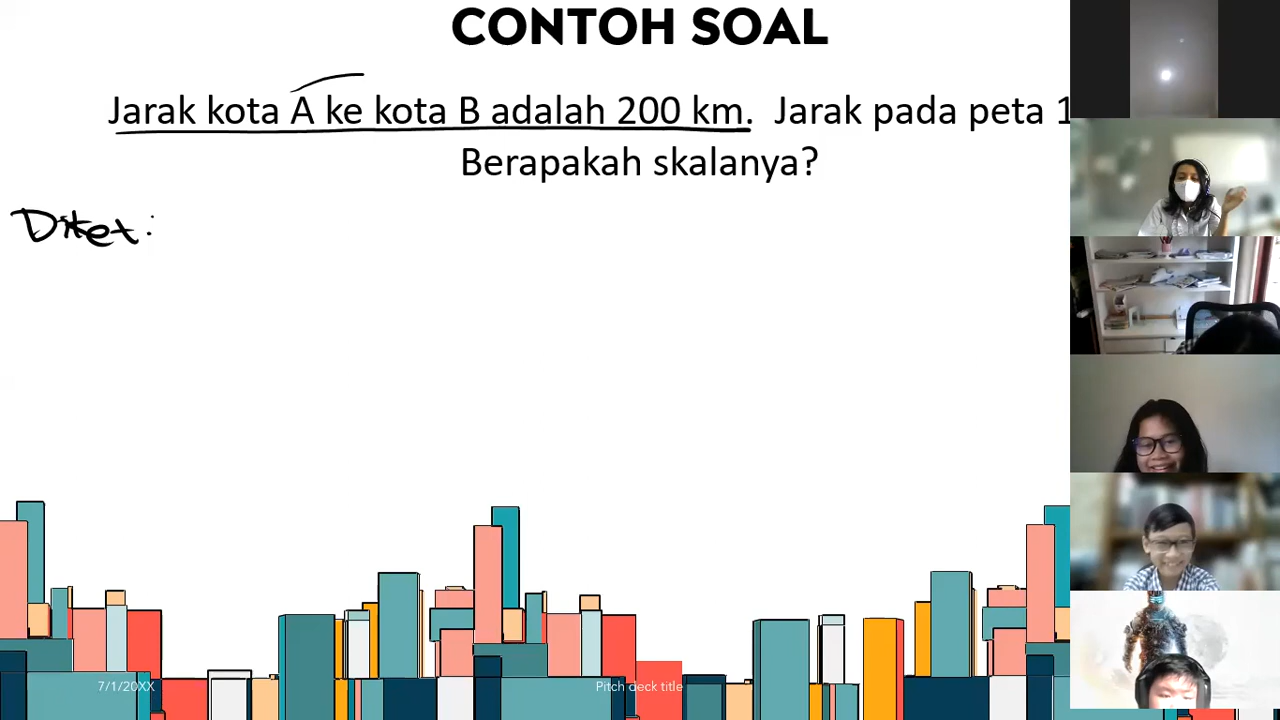 CONTOH SOAL
Jarak kota A ke kota B adalah 200 km. Jarak pada peta 1
Berapakah skalanya?
Diket :
7/1/20XX
Pitch deck title